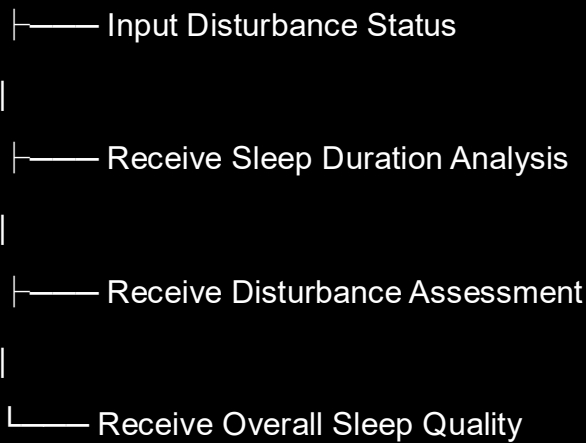 ├─── Input Disturbance Status
|
├─── Receive Sleep Duration Analysis
|
├─── Receive Disturbance Assessment
|
└─── Receive Overall Sleep Quality